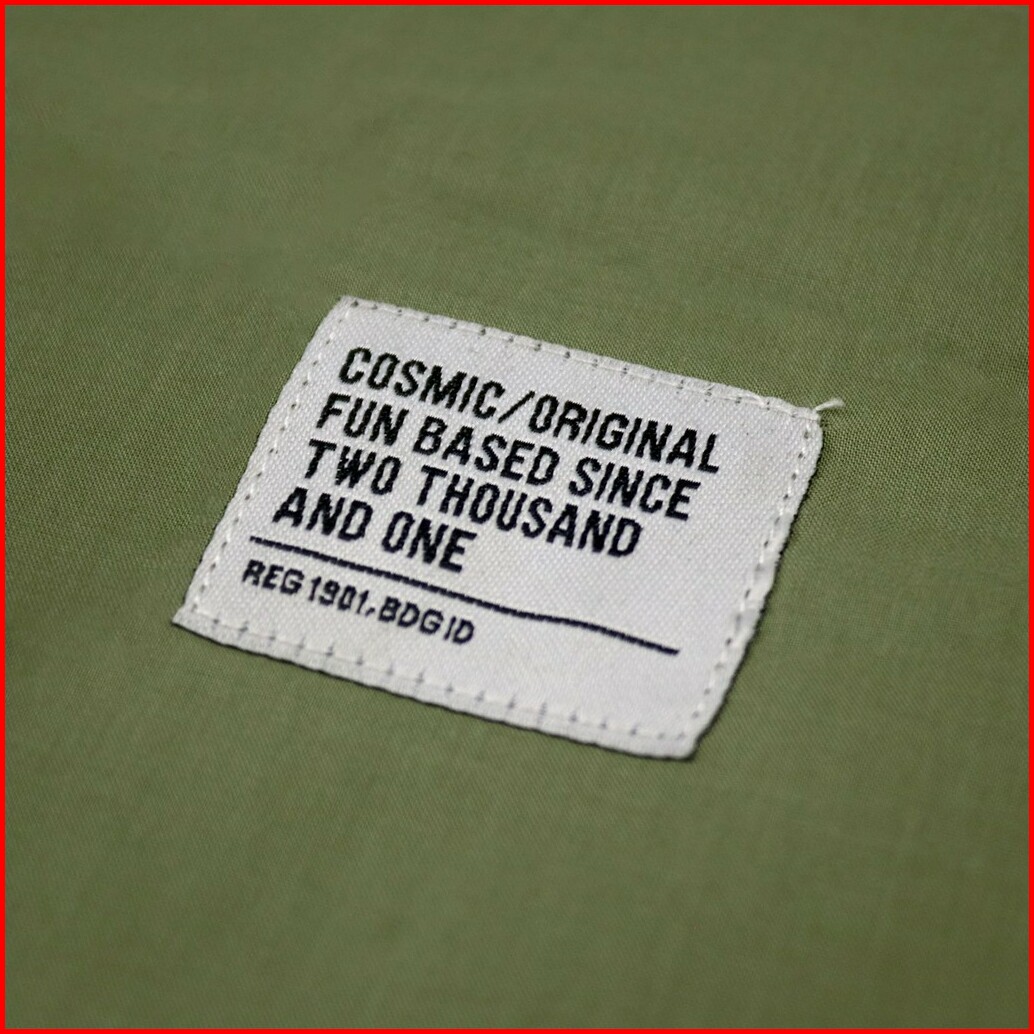 COSMIC/ORIGINAL
FUN BASED SINCE
TWO THOUSAND
AND ONE
REG 1901, BDG ID